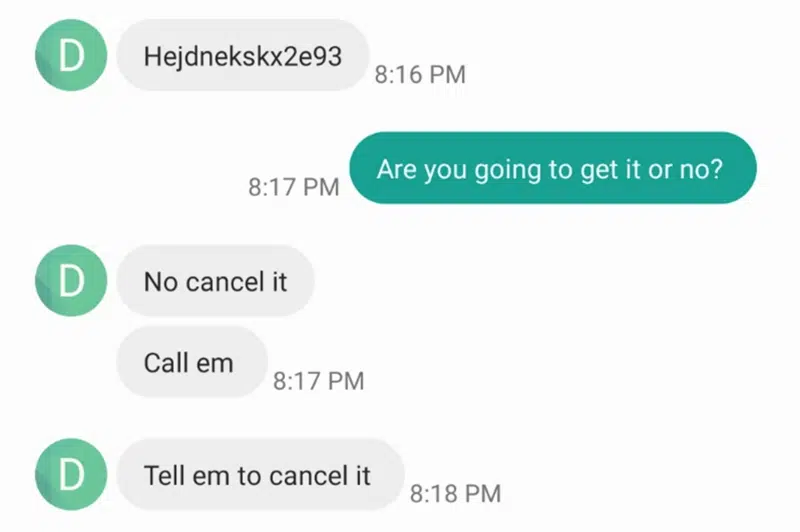 D
Hejdnekskx2e93
8:16 PM
Are you going to get it or no?
8:17 PM
D
No cancel it
Call em
8:17 PM
D
Tell em to cancel it
8:18 PM